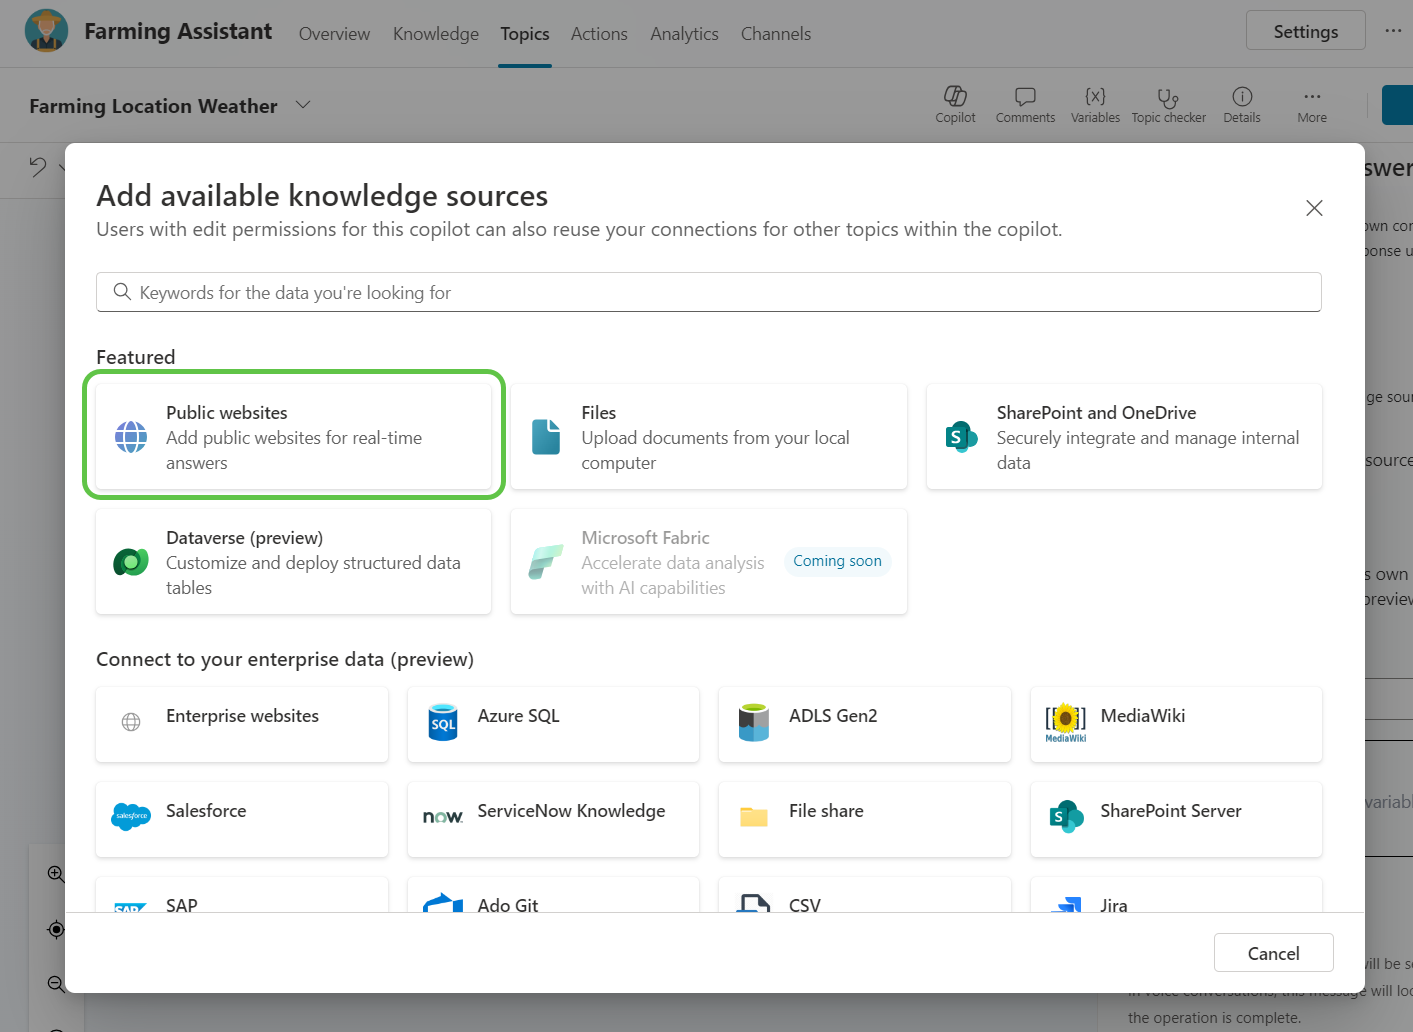 Farming Assistant
Overview
Knowledge
Topics
Actions
Analytics
Channels
Settings
Farming Location Weather
Copilot
Comments
{x}
Variables
Topic checker
Details
More
Add available knowledge sources
Users with edit permissions for this copilot can also reuse your connections for other topics within the copilot.
Keywords for the data you're looking for
Featured
Public websites
Add public websites for real-time
answers
Files
Upload documents from your local
computer
SharePoint and OneDrive
Securely integrate and manage internal
data
Dataverse (preview)
Customize and deploy structured data
tables
Microsoft Fabric
Accelerate data analysis
with AI capabilities
Coming soon
Connect to your enterprise data (preview)
Enterprise websites
SQL
Azure SQL
ADLS Gen2
[[ ]]
MediaWiki
MediaWiki
salesforce
Salesforce
now.
ServiceNow Knowledge
File share
S
SharePoint Server
SAP
SAP
Ado Git
CSV
Jira
Cancel
swer
own cor
onse u
ge sour
source
s own
preview
variabl
will be se
In voice conversations, this message will loo
the operation is complete.